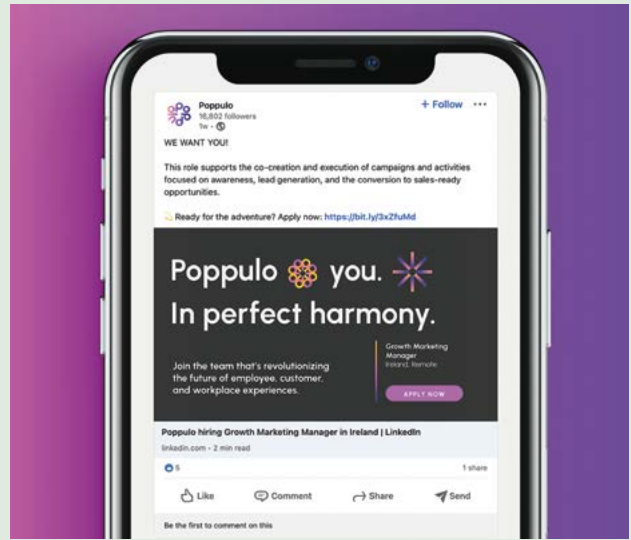 Poppulo
+ Follow ...
16,802 followers
1w •
WE WANT YOU!
This role supports the co-creation and execution of campaigns and activities
focused on awareness, lead generation, and the conversion to sales-ready
opportunities.
Ready for the adventure? Apply now: https://bit.ly/3xZfuMd
Poppulo you.
In perfect harmony.
Join the team that's revolutionizing
the future of employee, customer,
and workplace experiences.
Growth Marketing
Manager
Ireland, Remote
APPLY NOW
Poppulo hiring Growth Marketing Manager in Ireland | LinkedIn
linkedin.com • 2 min read
5
1 share
Like
Comment
Share
Send
Be the first to comment on this